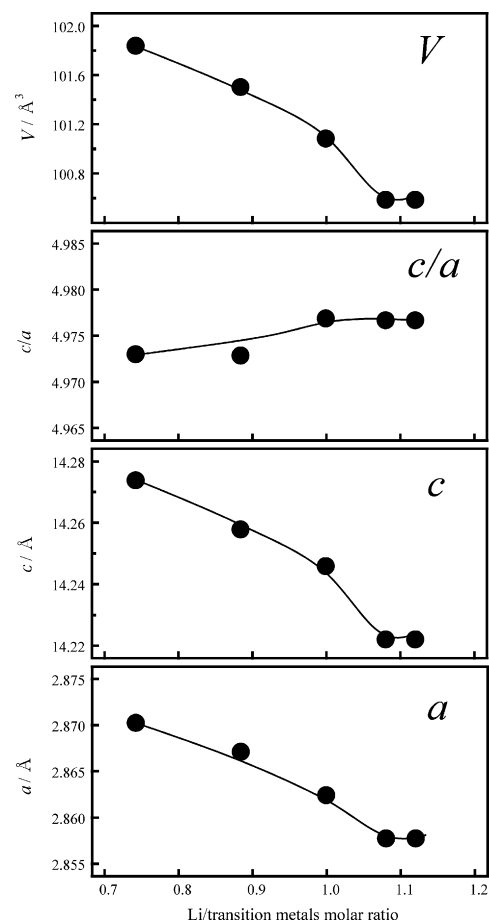 102.0
101.6
101.2
100.8
V / Å³
V
4.985
4.980
4.975
4.970
4.965
c/a
c/a
14.28
14.26
14.24
14.22
c / Å
c
2.875
2.870
2.865
2.860
2.855
a / Å
a
0.7 0.8 0.9 1.0 1.1 1.2
Li/transition metals molar ratio